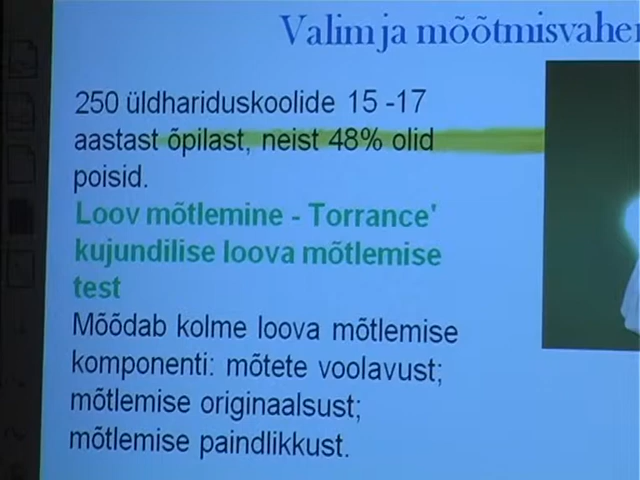 Valim ja mõõtmisvahe
250 üldhariduskoolide 15 -17
aastast õpilast, neist 48% olid
poisid.
Loov mõtlemine - Torrance'
kujundilise loova mõtlemise
test
Mõõdab kolme loova mõtlemise
komponenti: mõtete voolavust;
mõtlemise originaalsust;
mõtlemise paindlikkust.